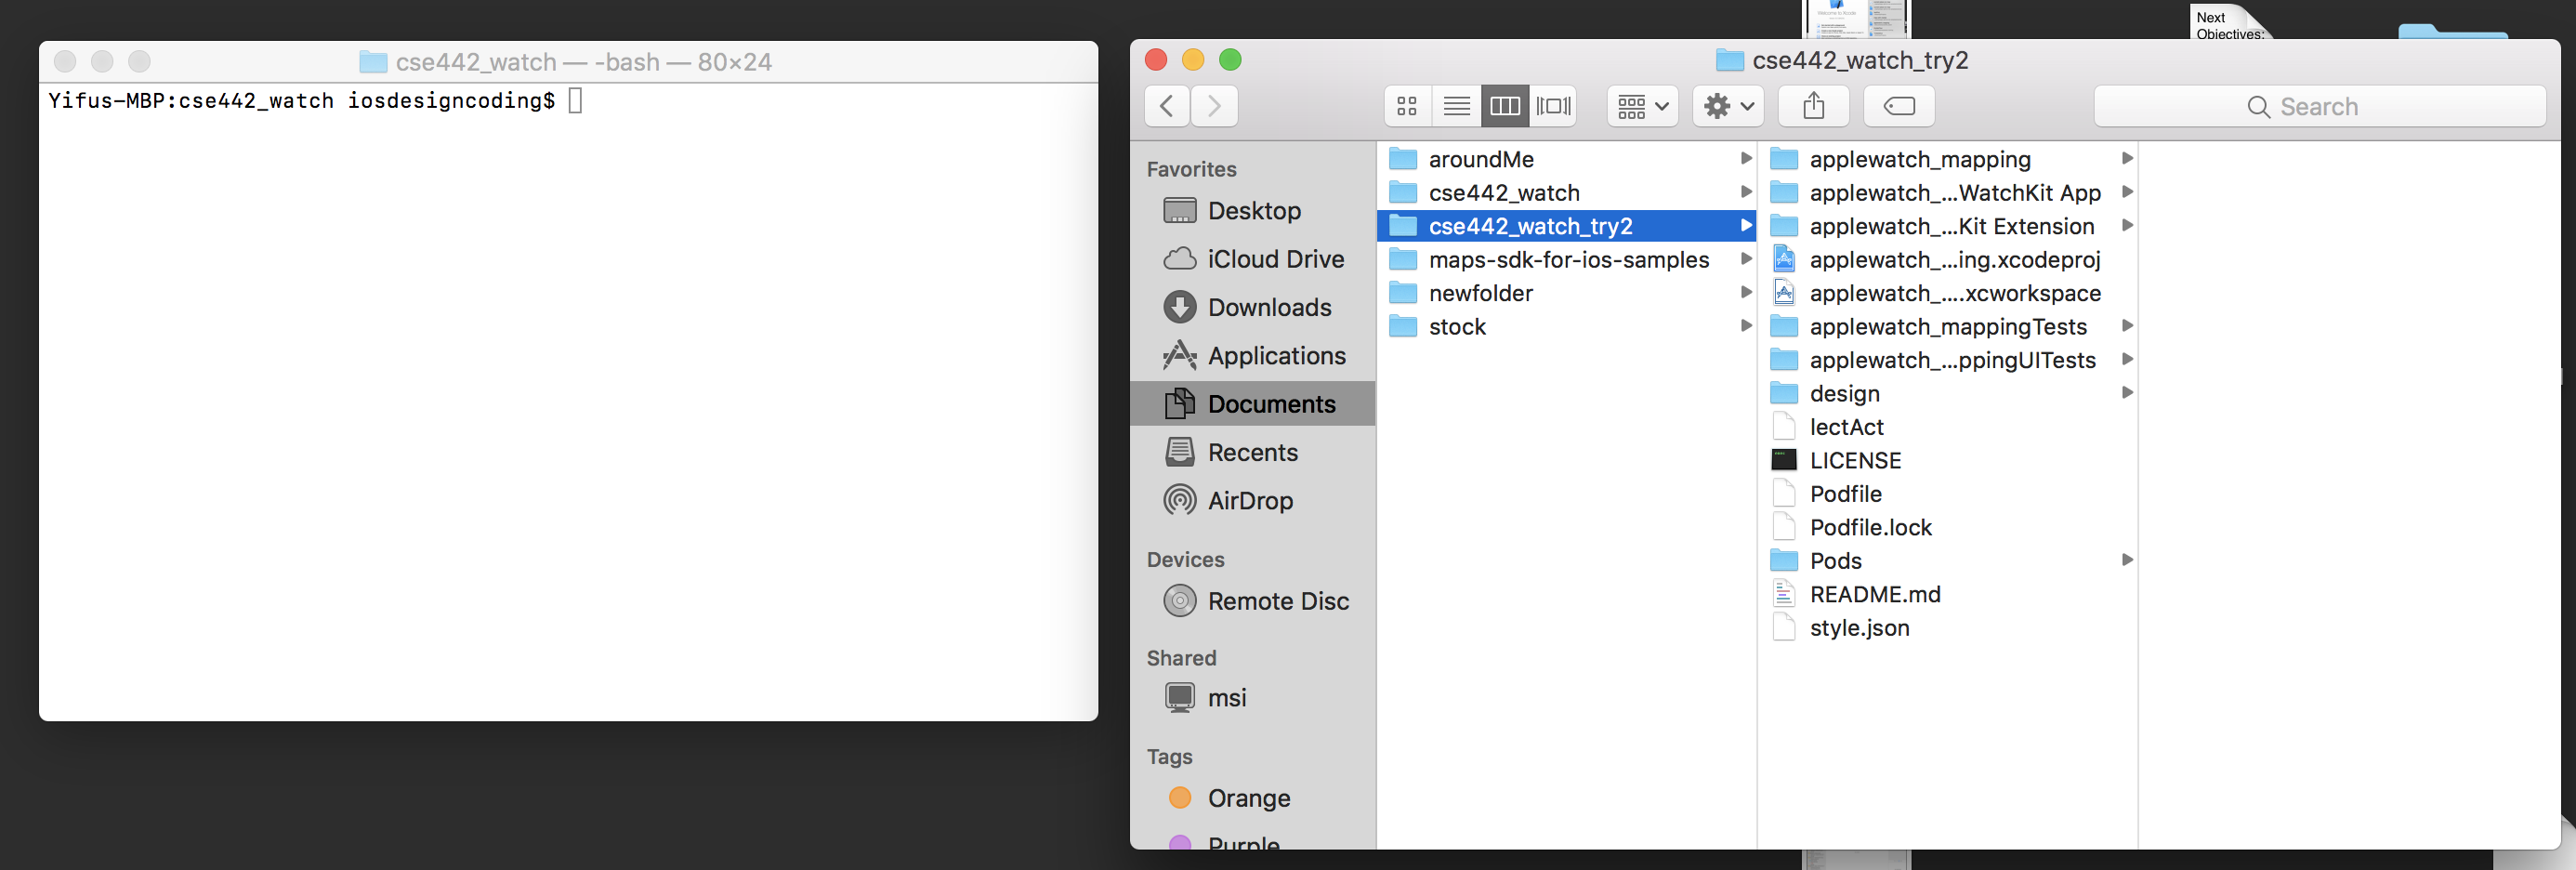 Next
Objectives:
cse442_watch — -bash — 80×24
Yifus-MBP:cse442_watch iosdesigncoding$
cse442_watch_try2
Search
Favorites
Desktop
iCloud Drive
Downloads
Applications
Documents
Recents
AirDrop
Devices
Remote Disc
Shared
msi
Tags
Orange
Purple
aroundMe
cse442_watch
cse442_watch_try2
maps-sdk-for-ios-samples
newfolder
stock
applewatch_mapping
applewatch_...WatchKit App
applewatch_...Kit Extension
applewatch_...ing.xcodeproj
applewatch_....xcworkspace
applewatch_mappingTests
applewatch_...ppingUITests
design
lectAct
LICENSE
Podfile
Podfile.lock
Pods
README.md
style.json